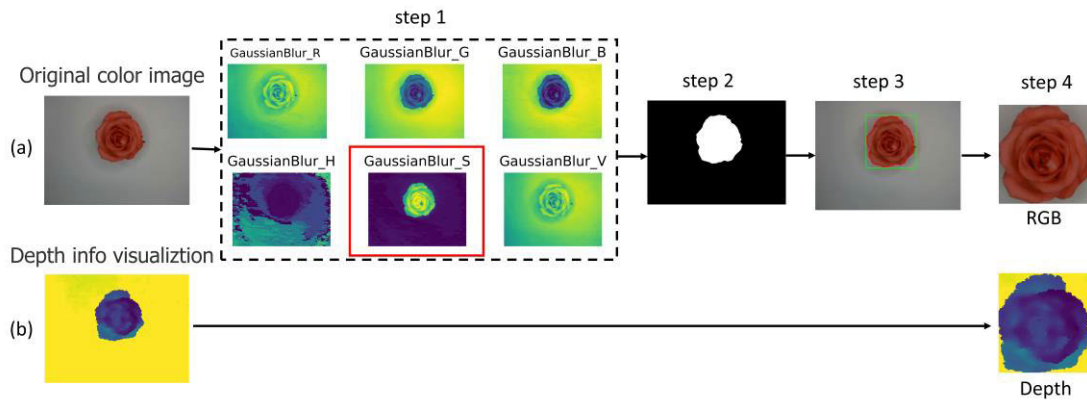 step 1
GaussianBlur_R
GaussianBlur_G
GaussianBlur_B
Original color image
step 2
step 3
step 4
(a)
GaussianBlur_H
GaussianBlur_S
GaussianBlur_V
RGB
Depth info visualiztion
(b)
Depth